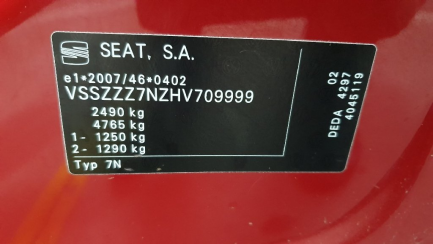 SEAT, S.A.
e1*2007/46*0402
VSSZZZ7NZHV709999
2490 kg
4765 kg
1- 1250 kg
2- 1290 kg
Typ 7N
02
DEDA 4297
4045119